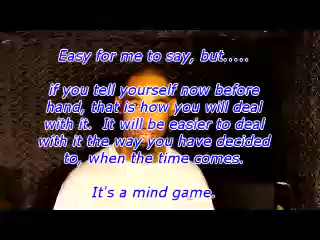 Easy for me to say, but.....
if you tell yourself now before
hand, that is how you will deal
with it.  It will be easier to deal
with it the way you have decided
to, when the time comes.
It's a mind game.